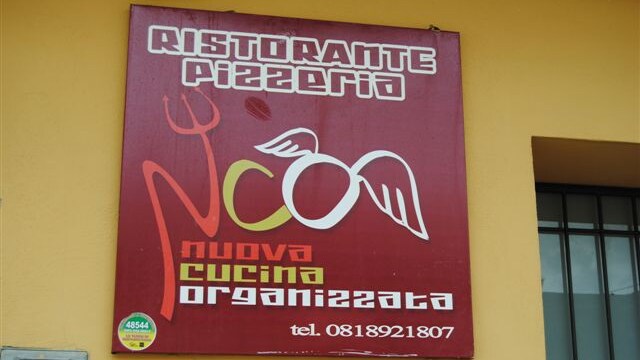 RISTORANTE
Pizzeria
NCO
nuova
cucina
organizzata
tel. 0818921807
48544